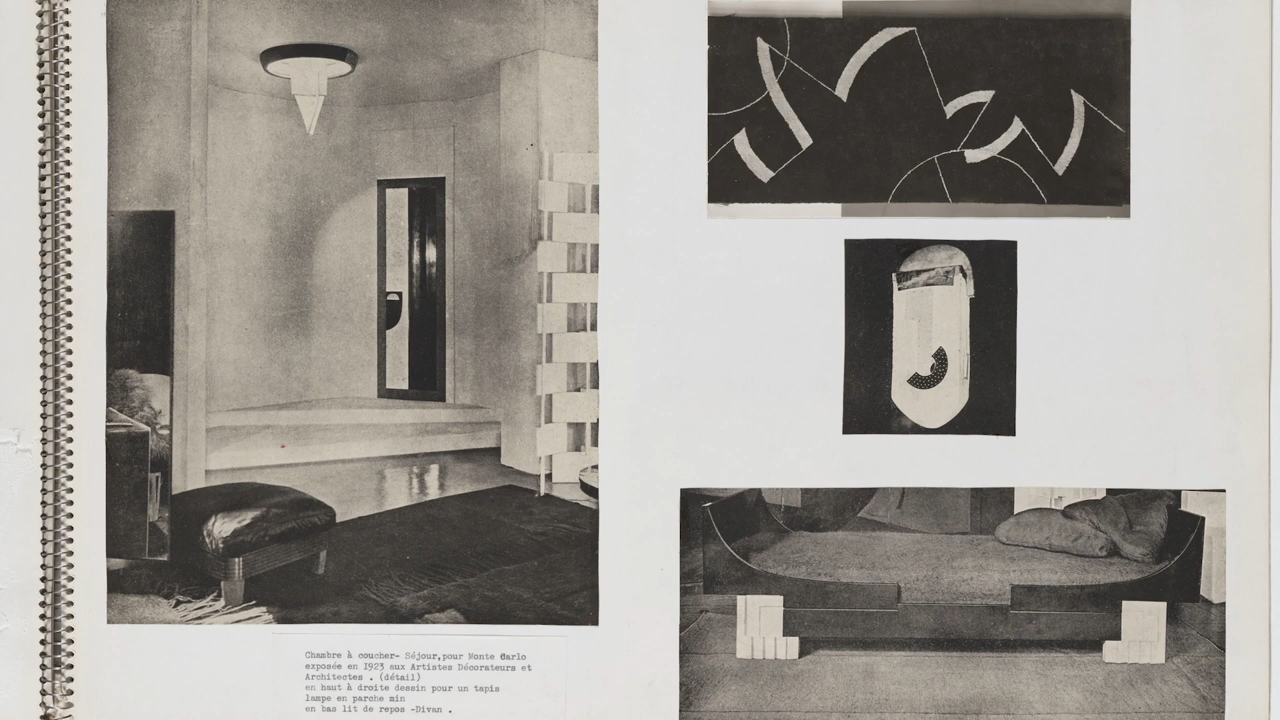 Chambre à coucher- Séjour,pour Monte Carlo
exposée en I923 aux Artistes Décorateurs et
Architectes . (détail)
en haut à droite dessin pour un tapis
lampe en parche min
en bas lit de repos -Divan .